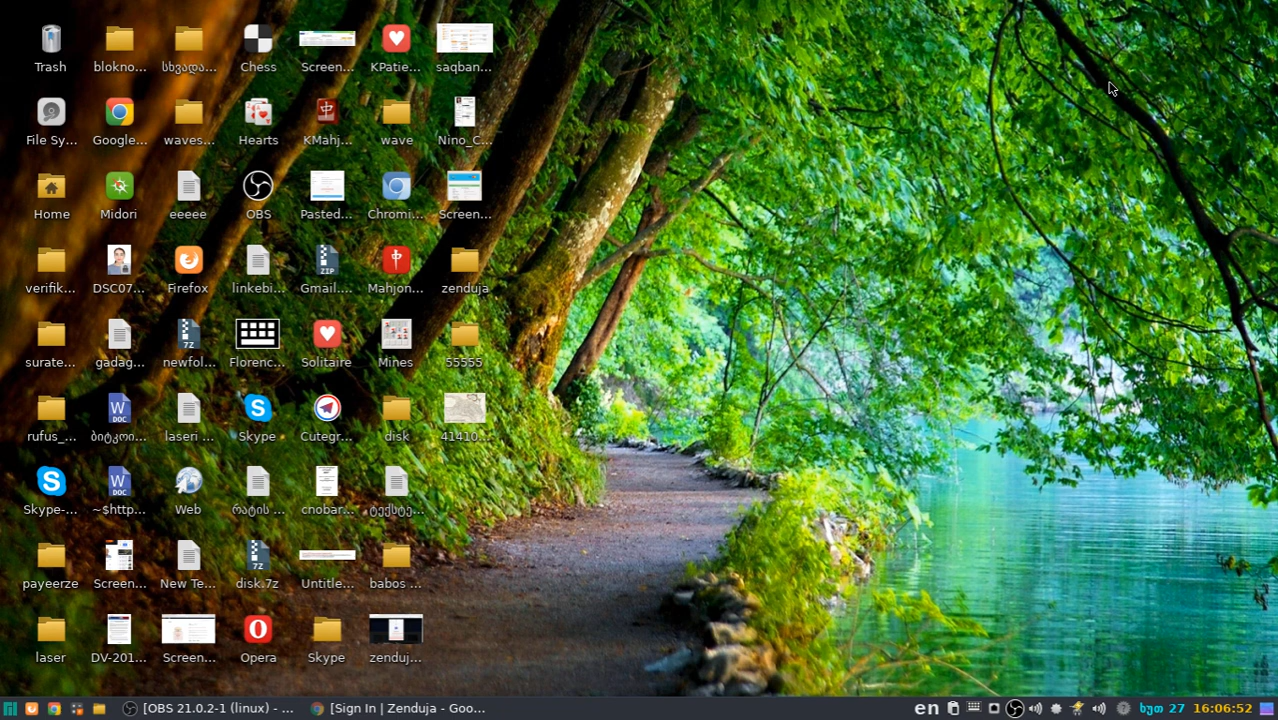 Trash
blokno...
სხვადა...
Chess
Screen...
KPatie...
saqban...
File Sy...
Google...
waves...
Hearts
KMahj...
wave
Nino_C...
Home
Midori
eeeee
OBS
Pasted...
Chromi...
Screen...
verifik...
DSC07...
Firefox
linkebi...
Gmail....
Mahjon...
zenduja
surate...
gadag...
newfol...
Florenc...
Solitaire
Mines
55555
rufus_...
ბიტკოი...
laseri ...
Skype
Cutegr...
disk
41410...
Skype-...
~$http...
Web
რატის ...
cnobar...
ტექსტე...
payeerze
Screen...
New Te...
disk.7z
Untitle...
babos ...
laser
DV-201...
Screen...
Opera
Skype
zenduj...
[OBS 21.0.2-1 (linux) - ...
[Sign In | Zenduja - Goo...
en
ხუთ 27
16:06:52